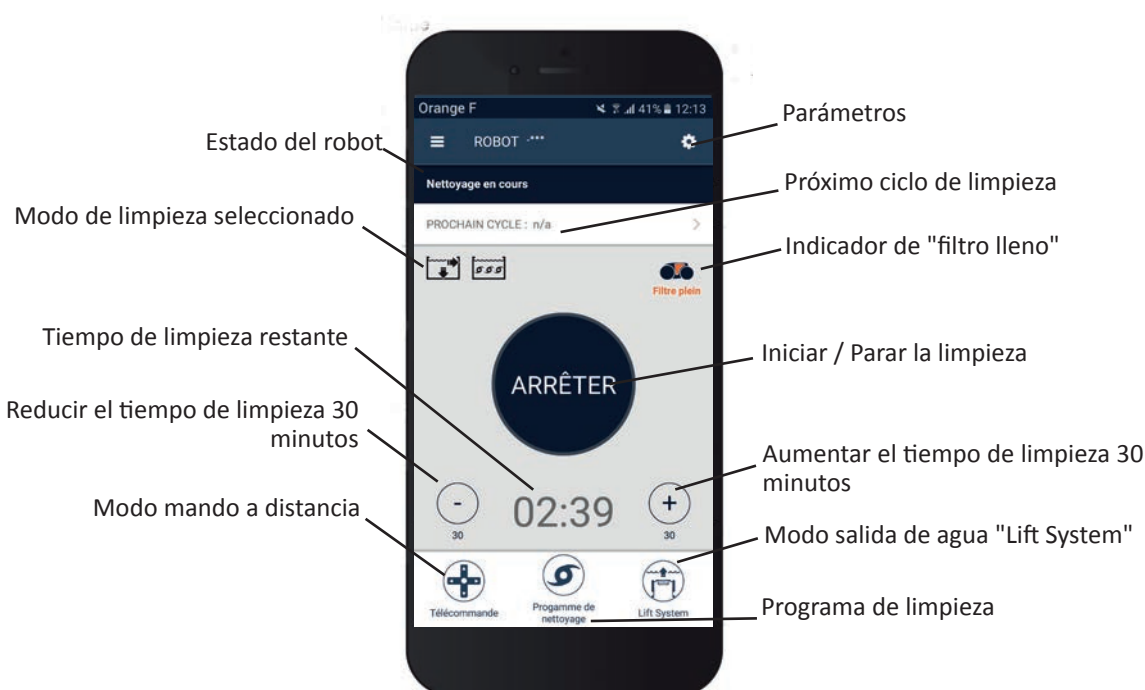 Orange F 41% 12:13
Parámetros
ROBOT -***
Estado del robot
Nettoyage en cours
Próximo ciclo de limpieza
Modo de limpieza seleccionado
PROCHAIN CYCLE : n/a
Indicador de "filtro lleno"
Filtre plein
Tiempo de limpieza restante
Iniciar / Parar la limpieza
ARRÊTER
Reducir el tiempo de limpieza 30
minutos
Aumentar el tiempo de limpieza 30
minutos
- 02:39 +
30 30
Modo mando a distancia
Modo salida de agua "Lift System"
Télécommande
Progamme de
nettoyage
Lift System
Programa de limpieza